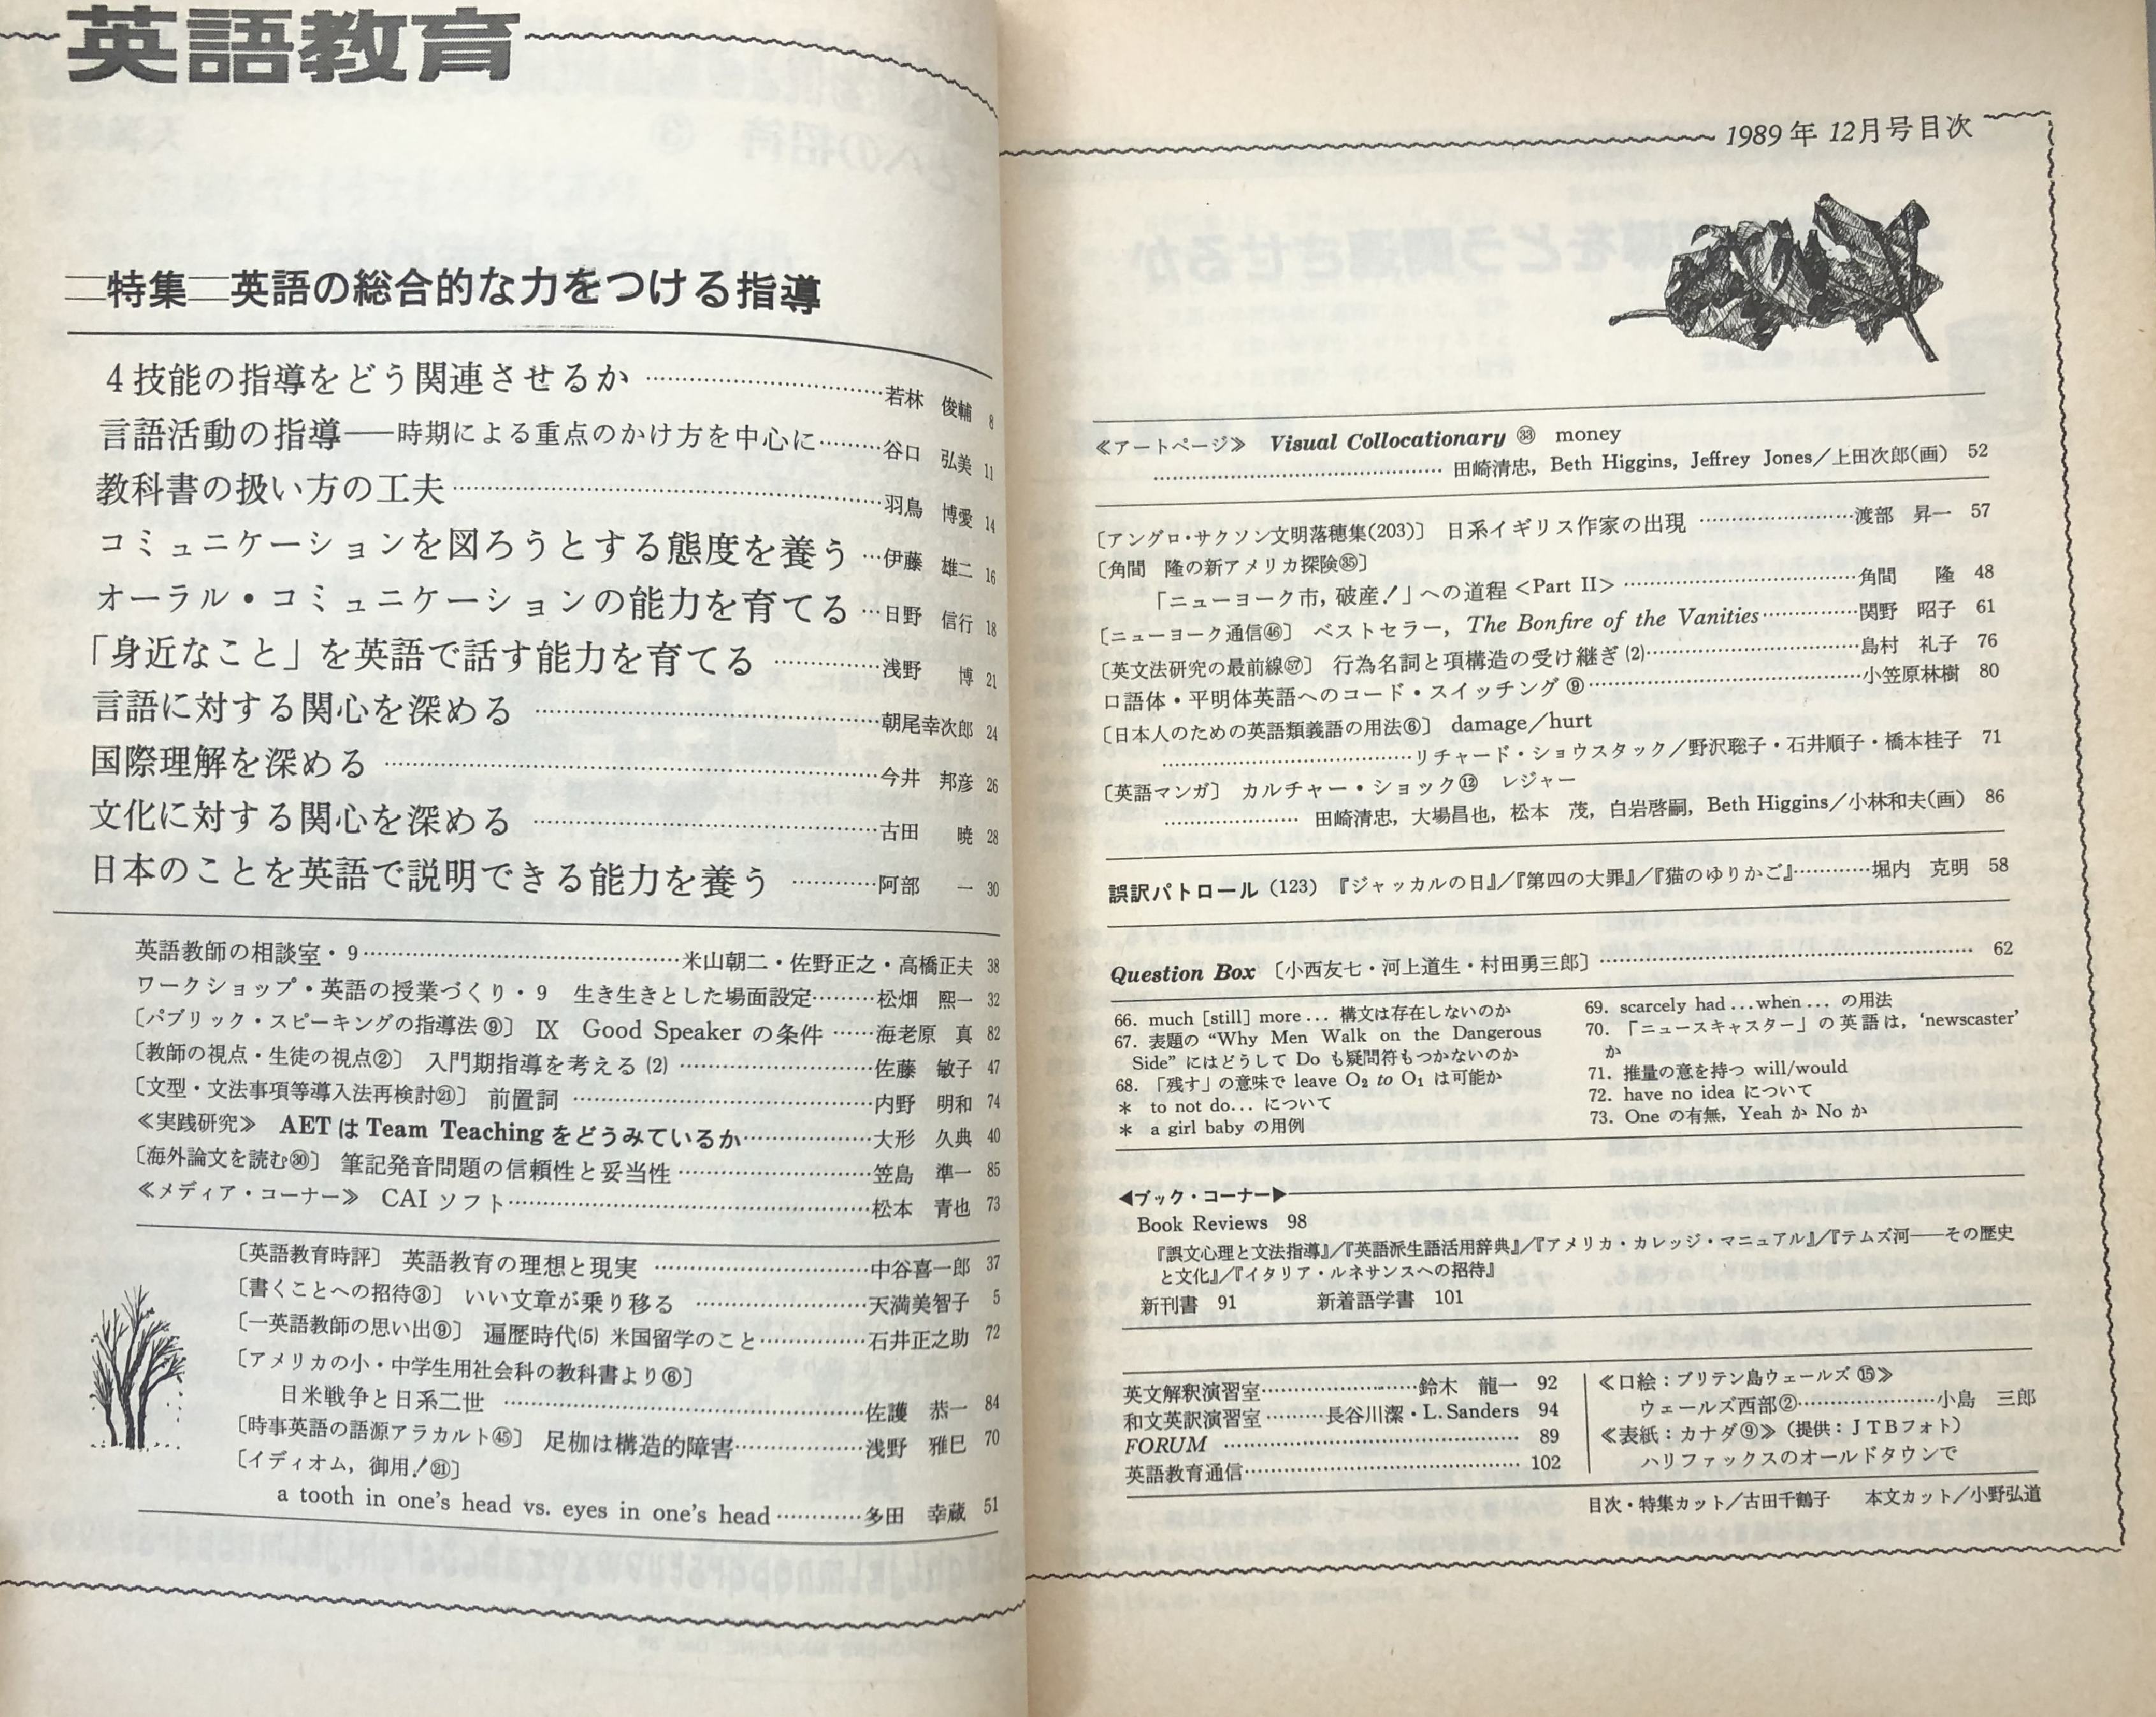 英語教育
特集 英語の総合的な力をつける指導
4技能の指導をどう関連させるか ……………………若林 俊輔 8
言語活動の指導――時期による重点のかけ方を中心に………谷口 弘美 11
教科書の扱い方の工夫……………………………………羽鳥 博愛 14
コミュニケーションを図ろうとする態度を養う …伊藤 雄二 16
オーラル・コミュニケーションの能力を育てる …日野 信行 18
「身近なこと」を英語で話す能力を育てる …………浅野 博 21
言語に対する関心を深める ……………………………朝尾幸次郎 24
国際理解を深める …………………………………………今井 邦彦 26
文化に対する関心を深める ……………………………古田 暁 28
日本のことを英語で説明できる能力を養う …………阿部 一 30
英語教師の相談室・9……………………………米山朝二・佐野正之・高橋正夫 38
ワークショップ・英語の授業づくり・9 生き生きとした場面設定………松畑 熙一 32
〔パブリック・スピーキングの指導法⑨〕 Ⅸ Good Speaker の条件 ……海老原 真 82
〔教師の視点・生徒の視点②〕 入門期指導を考える (2) …………………佐藤 敏子 47
〔文型・文法事項等導入法再検討㉑〕 前置詞 ……………………………内野 明和 74
≪実践研究≫ AET は Team Teaching をどうみているか……………大形 久典 40
〔海外論文を読む㉚〕 筆記発音問題の信頼性と妥当性 …………………笠島 準一 85
≪メディア・コーナー≫ CAI ソフト…………………………………松本 青也 73
〔英語教育時評〕 英語教育の理想と現実 ……………………中谷喜一郎 37
〔書くことへの招待③〕 いい文章が乗り移る ………………天満美智子 5
〔一英語教師の思い出⑨〕 遍歴時代(5) 米国留学のこと……………石井正之助 72
〔アメリカの小・中学生用社会科の教科書より⑥〕
日米戦争と日系二世 …………………………………佐護 恭一 84
〔時事英語の語源アラカルト㊺〕 足枷は構造的障害……………浅野 雅巳 70
〔イディオム，御用！㉑〕
a tooth in one's head vs. eyes in one's head…………多田 幸蔵 51
1989 年 12月号目次
≪アートページ≫ Visual Collocationary ㉝ money
………………………………… 田崎清忠，Beth Higgins, Jeffrey Jones／上田次郎(画) 52
〔アングロ・サクソン文明落穂集(203)〕 日系イギリス作家の出現 ………………渡部 昇一 57
〔角間 隆の新アメリカ探険㉟〕
「ニューヨーク市，破産！」への道程 <Part II> …………………………角間 隆 48
〔ニューヨーク通信㊻〕 ベストセラー，The Bonfire of the Vanities…………関野 昭子 61
〔英文法研究の最前線57〕 行為名詞と項構造の受け継ぎ (2)……………………島村 礼子 76
口語体・平明体英語へのコード・スイッチング ⑨……………………………小笠原林樹 80
〔日本人のための英語類義語の用法⑥〕 damage／hurt
……………………………リチャード・ショウスタック／野沢聡子・石井順子・橋本桂子 71
〔英語マンガ〕 カルチャー・ショック⑫ レジャー
……………… 田崎清忠，大場昌也，松本 茂，白岩啓嗣，Beth Higgins／小林和夫(画) 86
誤訳パトロール (123) 『ジャッカルの日』／『第四の大罪』／『猫のゆりかご』…………堀内 克明 58
Question Box 〔小西友七・河上道生・村田勇三郎〕………………………………………… 62
66. much [still] more... 構文は存在しないのか
67. 表題の “Why Men Walk on the Dangerous
Side” にはどうして Do も疑問符もつかないのか
68. 「残す」の意味で leave O₂ to O₁ は可能か
＊ to not do... について
＊ a girl baby の用例
69. scarcely had...when... の用法
70. 「ニュースキャスター」の英語は，‘newscaster’
か
71. 推量の意を持つ will/would
72. have no idea について
73. One の有無，Yeah か No か
◀ブック・コーナー▶
Book Reviews 98
『誤文心理と文法指導』／『英語派生語活用辞典』／『アメリカ・カレッジ・マニュアル』／『テムズ河――その歴史
と文化』／『イタリア・ルネサンスへの招待』
新刊書 91 新着語学書 101
英文解釈演習室…………………鈴木 龍一 92
和文英訳演習室………長谷川潔・L. Sanders 94
FORUM ………………………………… 89
英語教育通信……………………………… 102
≪口絵：ブリテン島ウェールズ ⑮≫
ウェールズ西部②………………小島 三郎
≪表紙：カナダ⑨≫（提供：ＪＴＢフォト）
ハリファックスのオールドタウンで
目次・特集カット／古田千鶴子 本文カット／小野弘道